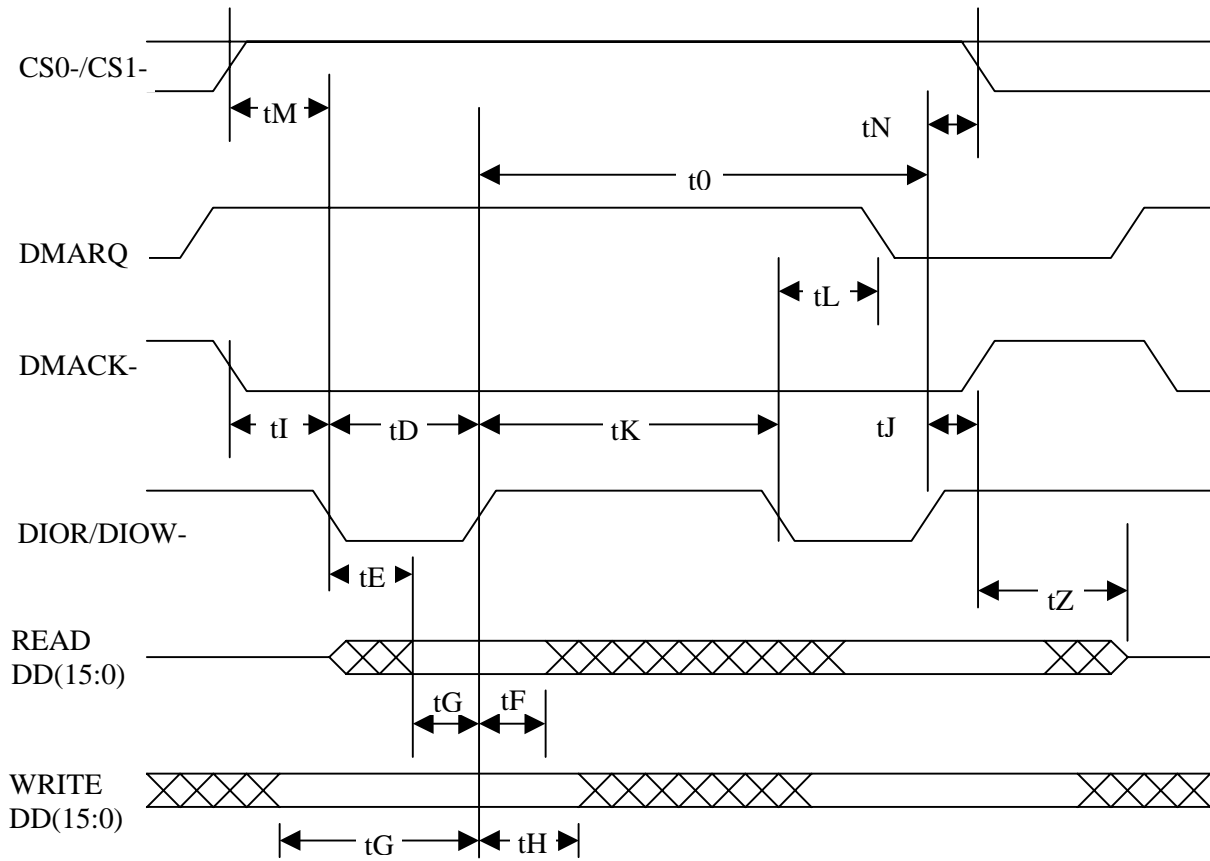 CS0-/CS1-
tM
tN
t0
DMARQ
tL
DMACK-
tI
tD
tK
tJ
DIOR/DIOW-
tE
tZ
READ
DD(15:0)
tG
tF
WRITE
DD(15:0)
tG
tH